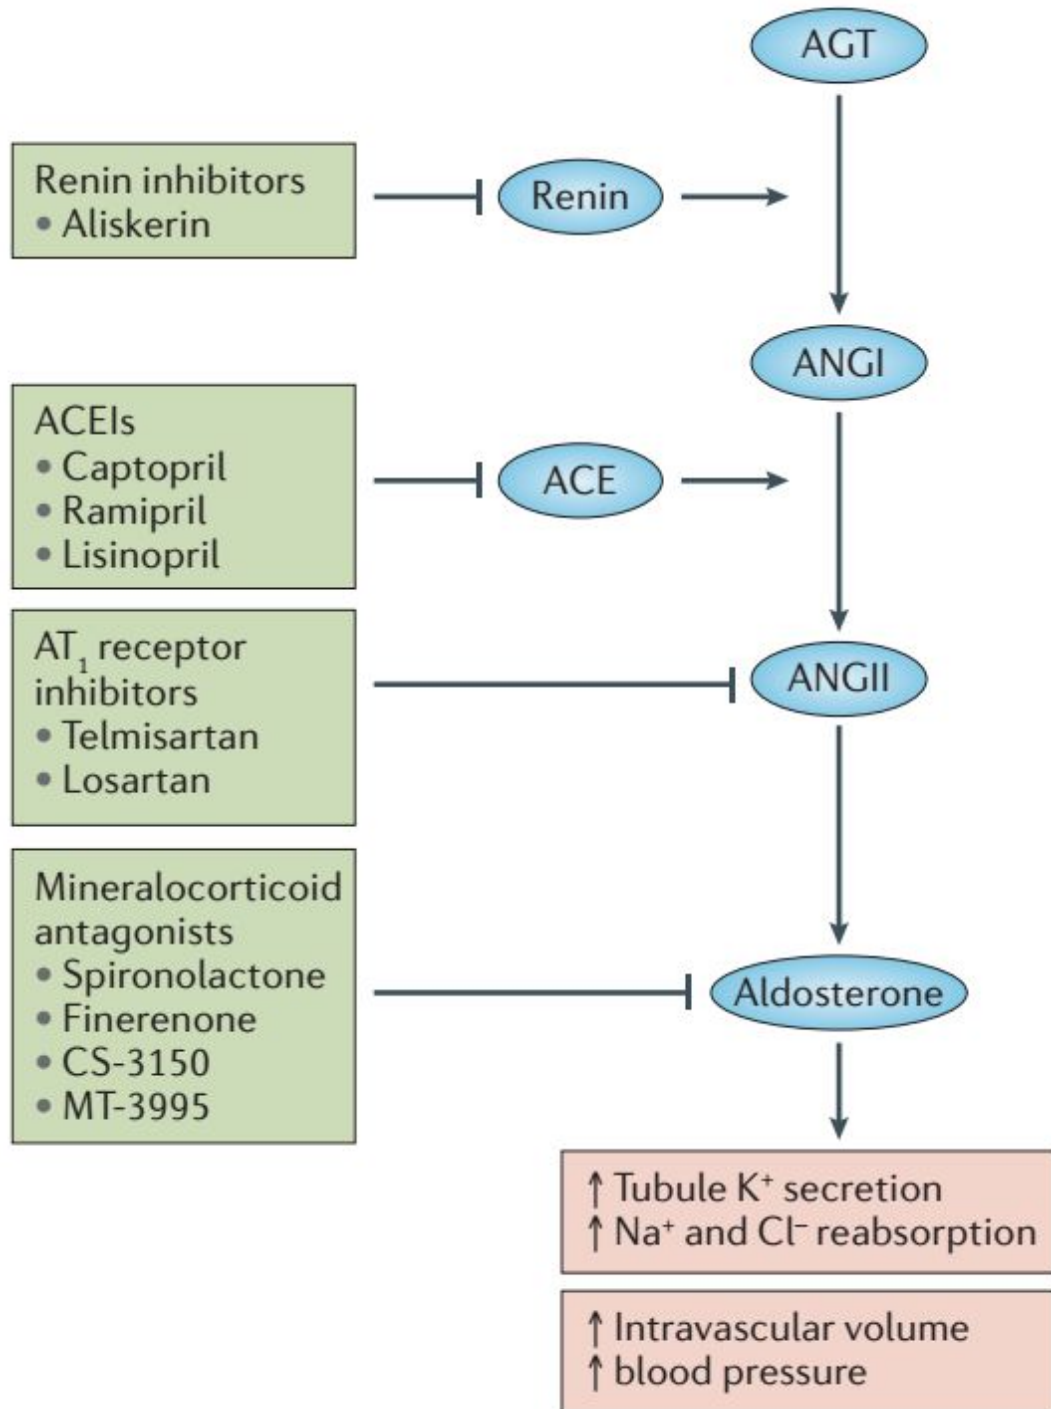 AGT
Renin inhibitors
• Aliskerin
Renin
ANGI
ACEIs
• Captopril
• Ramipril
• Lisinopril
ACE
AT₁ receptor
inhibitors
• Telmisartan
• Losartan
ANGII
Mineralocorticoid
antagonists
• Spironolactone
• Finerenone
• CS-3150
• MT-3995
Aldosterone
↑ Tubule K⁺ secretion
↑ Na⁺ and Cl⁻ reabsorption
↑ Intravascular volume
↑ blood pressure